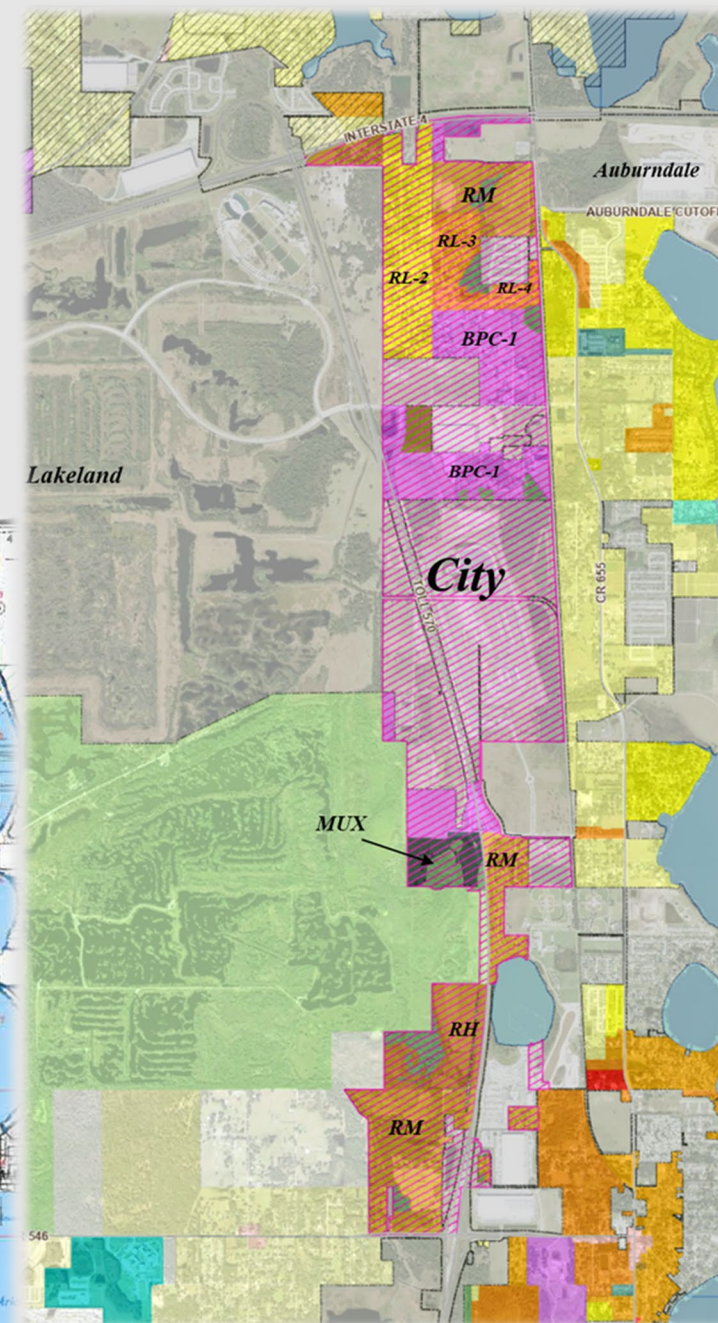 INTERSTATE 4
Auburndale
RM
AUBURNDALE CUTOFF
RL-3
RL-2
RL-4
BPC-1
Lakeland
BPC-1
City
TOLL 570
CR 655
MUX
RM
RH
RM
546
4